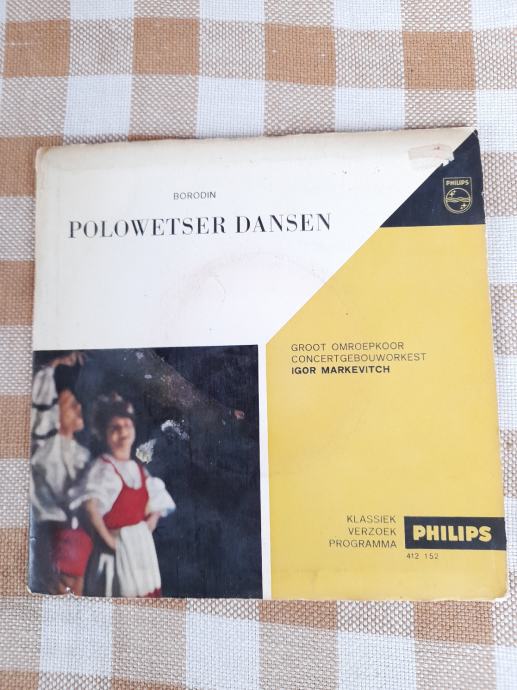 BORODIN
POLOWETSER DANSEN
PHILIPS
GROOT OMROEPKOOR
CONCERTGEBOUWORKEST
IGOR MARKEVITCH
KLASSIEK
VERZOEK
PROGRAMMA
PHILIPS
412 152